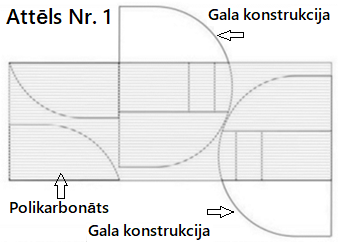 Attēls Nr. 1
Gala konstrukcija
Polikarbonāts
Gala konstrukcija